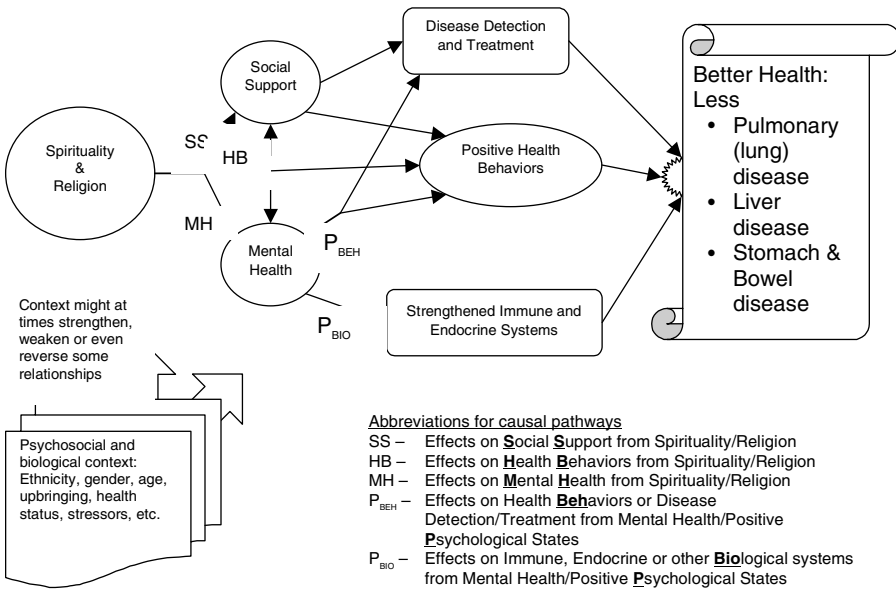 Disease Detection
and Treatment
Social
Support
Better Health:
Less
• Pulmonary
(lung)
disease
• Liver
disease
• Stomach &
Bowel
disease
Spirituality
&
Religion
SS
HB
MH
Positive Health
Behaviors
Mental
Health
P BEH
P BIO
Strengthened Immune and
Endocrine Systems
Context might at
times strengthen,
weaken or even
reverse some
relationships
Psychosocial and
biological context:
Ethnicity, gender, age,
upbringing, health
status, stressors, etc.
Abbreviations for causal pathways
SS – Effects on Social Support from Spirituality/Religion
HB – Effects on Health Behaviors from Spirituality/Religion
MH – Effects on Mental Health from Spirituality/Religion
P BEH – Effects on Health Behaviors or Disease
Detection/Treatment from Mental Health/Positive
Psychological States
P BIO – Effects on Immune, Endocrine or other Biological systems
from Mental Health/Positive Psychological States